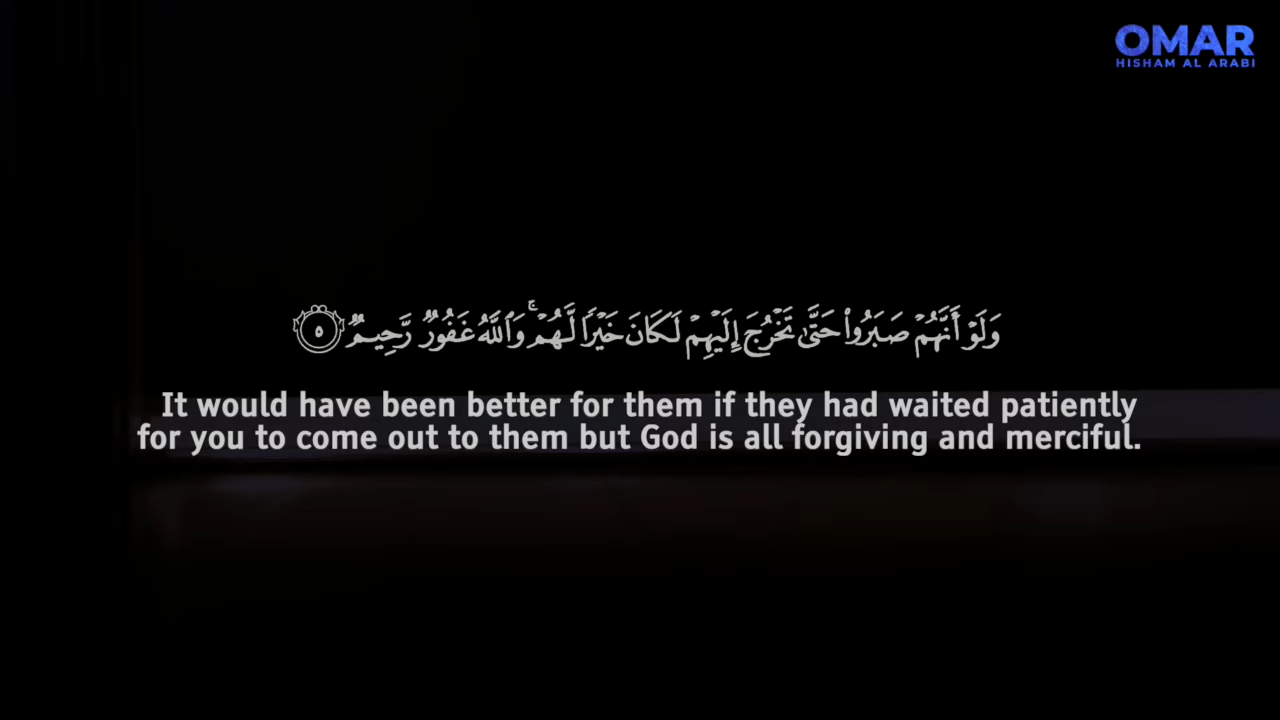 OMAR
HISHAM AL ARABI
وَلَوْ أَنَّهُمْ صَبَرُوا۟ حَتَّىٰ تَخْرُجَ إِلَيْهِمْ لَكَانَ خَيْرًا لَّهُمْ ۚ وَٱللَّهُ غَفُورٌ رَّحِيمٌ ٥
It would have been better for them if they had waited patiently
for you to come out to them but God is all forgiving and merciful.